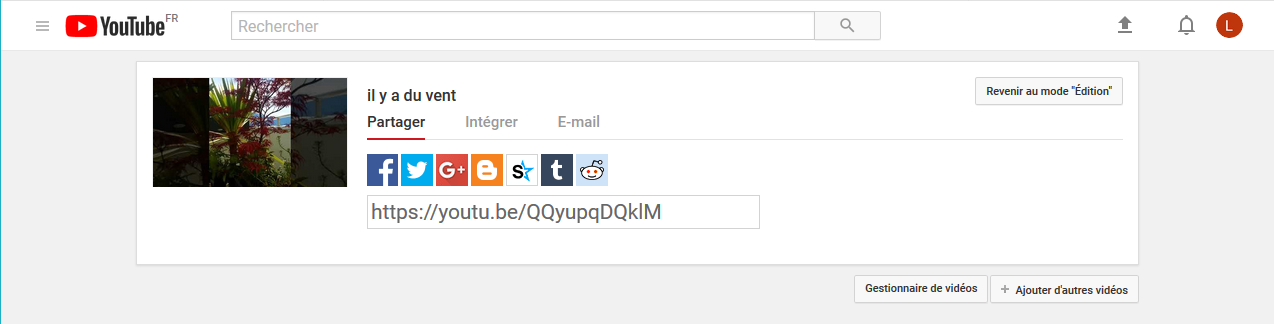 YouTube FR
Rechercher
L
il y a du vent
Revenir au mode "Édition"
Partager Intégrer E-mail
https://youtu.be/QQyupqDQklM
Gestionnaire de vidéos
+ Ajouter d'autres vidéos